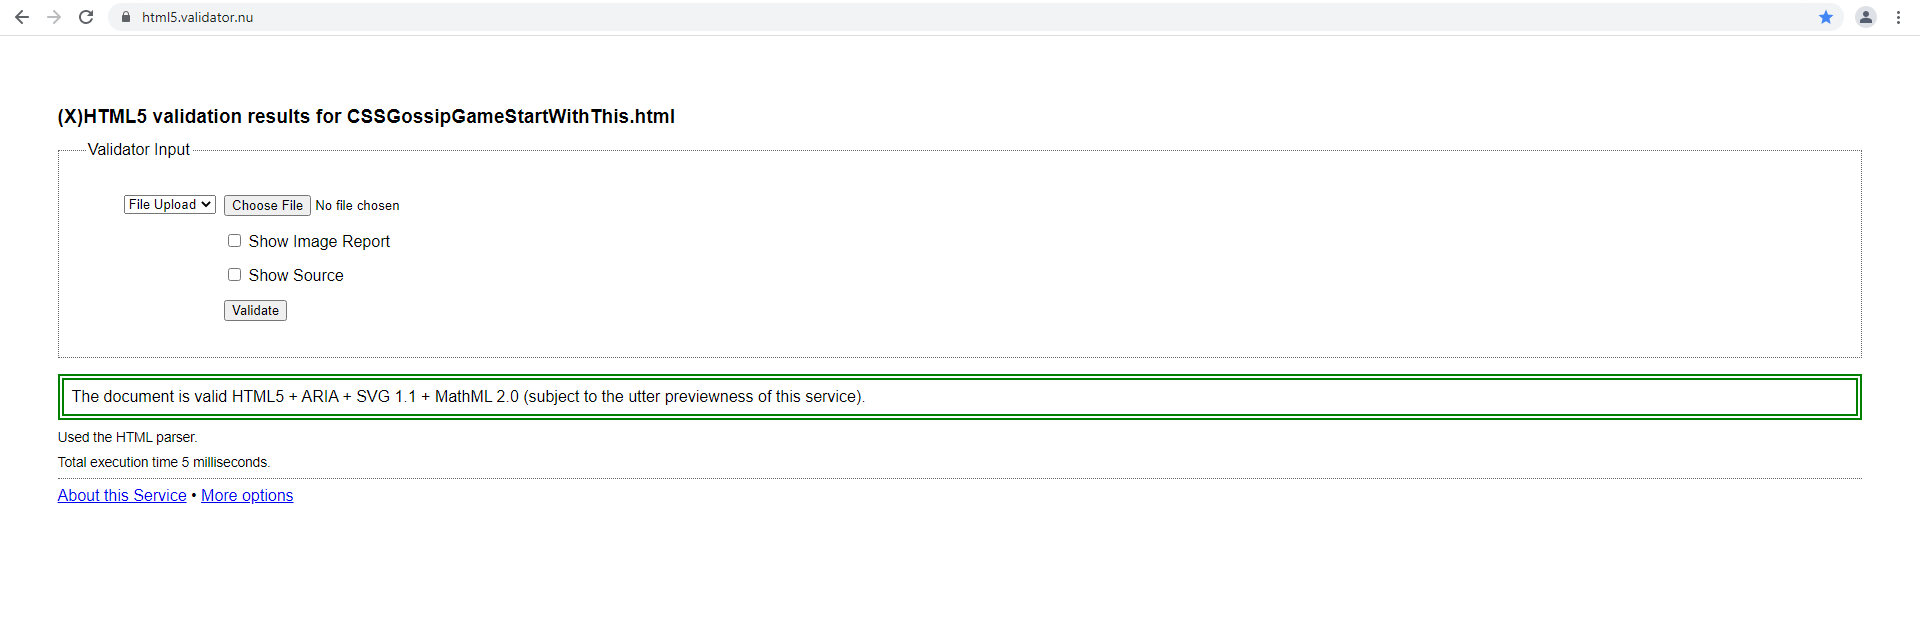 html5.validator.nu
(X)HTML5 validation results for CSSGossipGameStartWithThis.html
Validator Input
File Upload Choose File No file chosen
Show Image Report
Show Source
Validate
The document is valid HTML5 + ARIA + SVG 1.1 + MathML 2.0 (subject to the utter previewness of this service).
Used the HTML parser.
Total execution time 5 milliseconds.
About this Service • More options